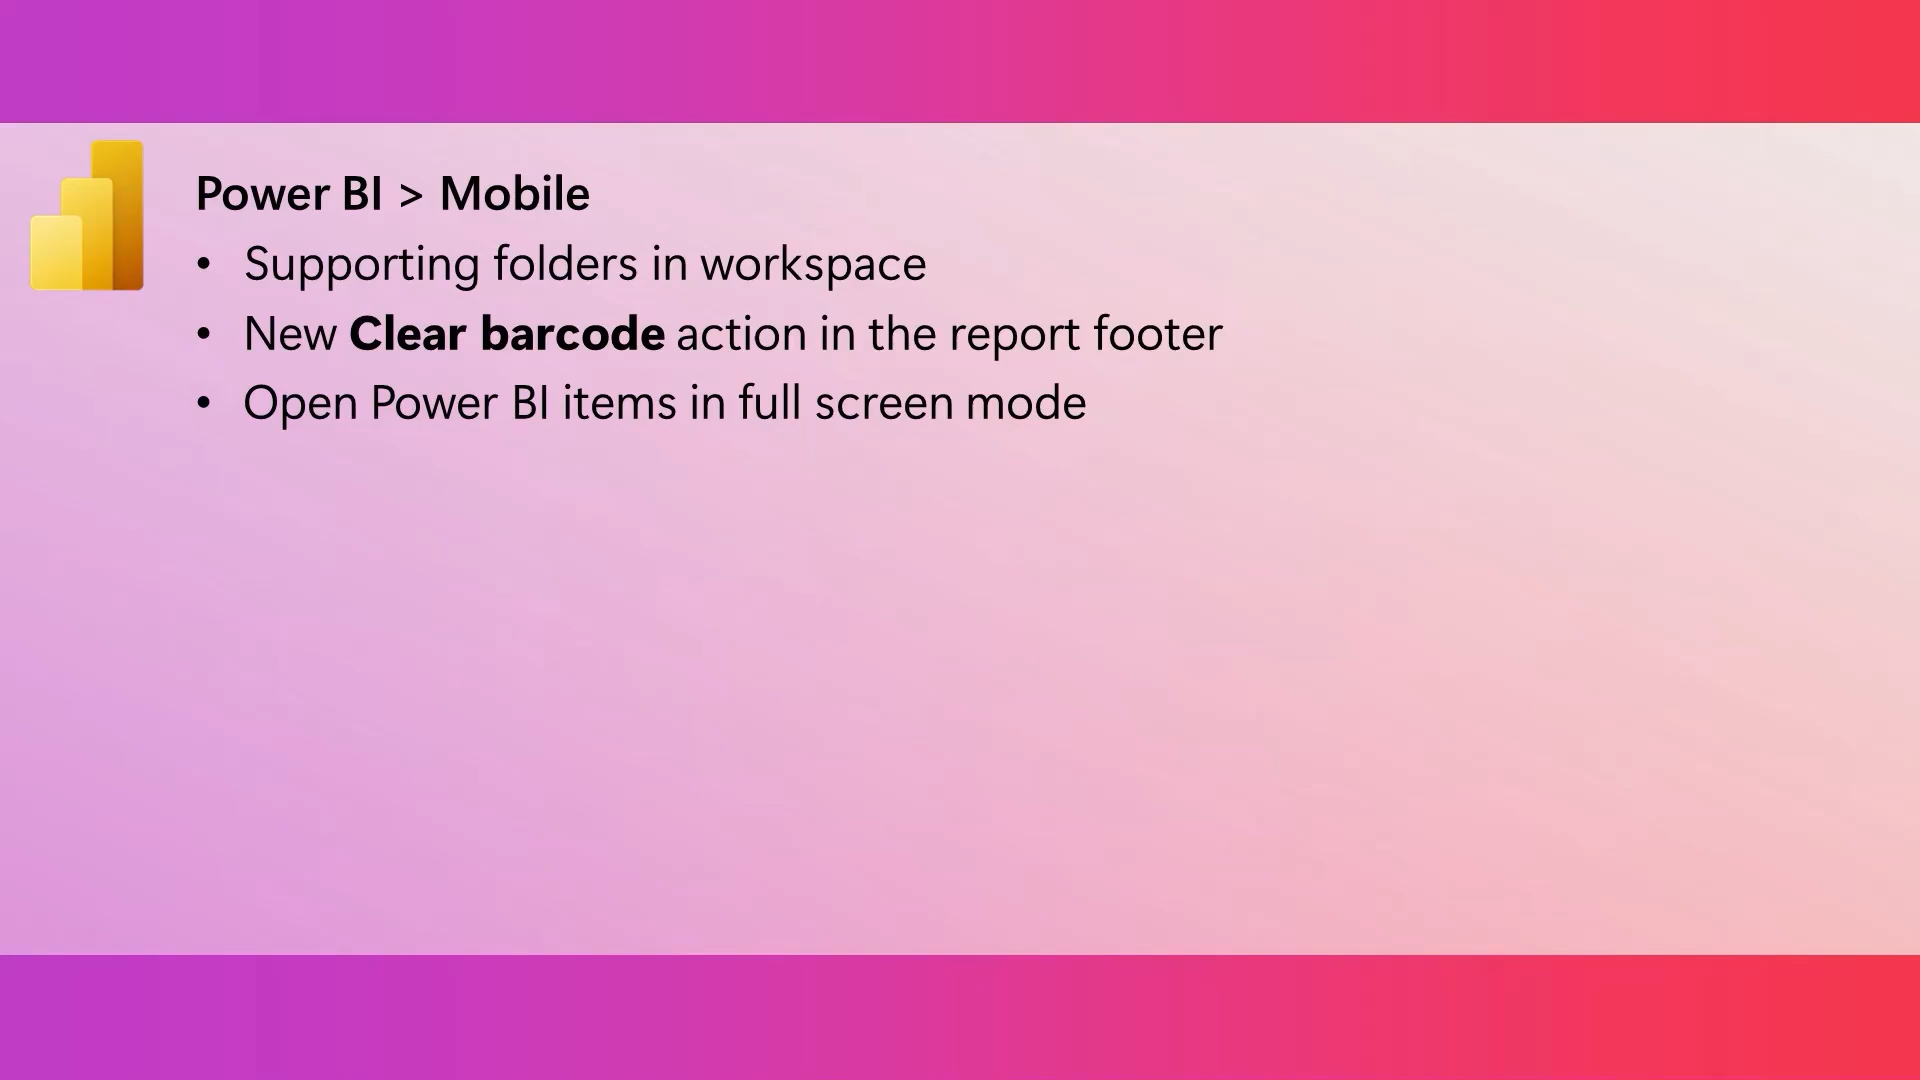 Power BI > Mobile
• Supporting folders in workspace
• New Clear barcode action in the report footer
• Open Power BI items in full screen mode